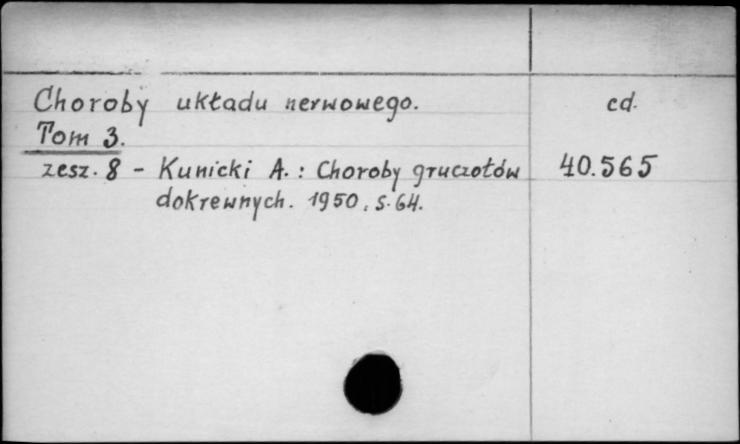 Choroby układu nerwowego. cd.
Tom 3.
zesz. 8 - Kunicki A. : Choroby gruczołów 40.565
dokrewnych. 1950. s. 64.